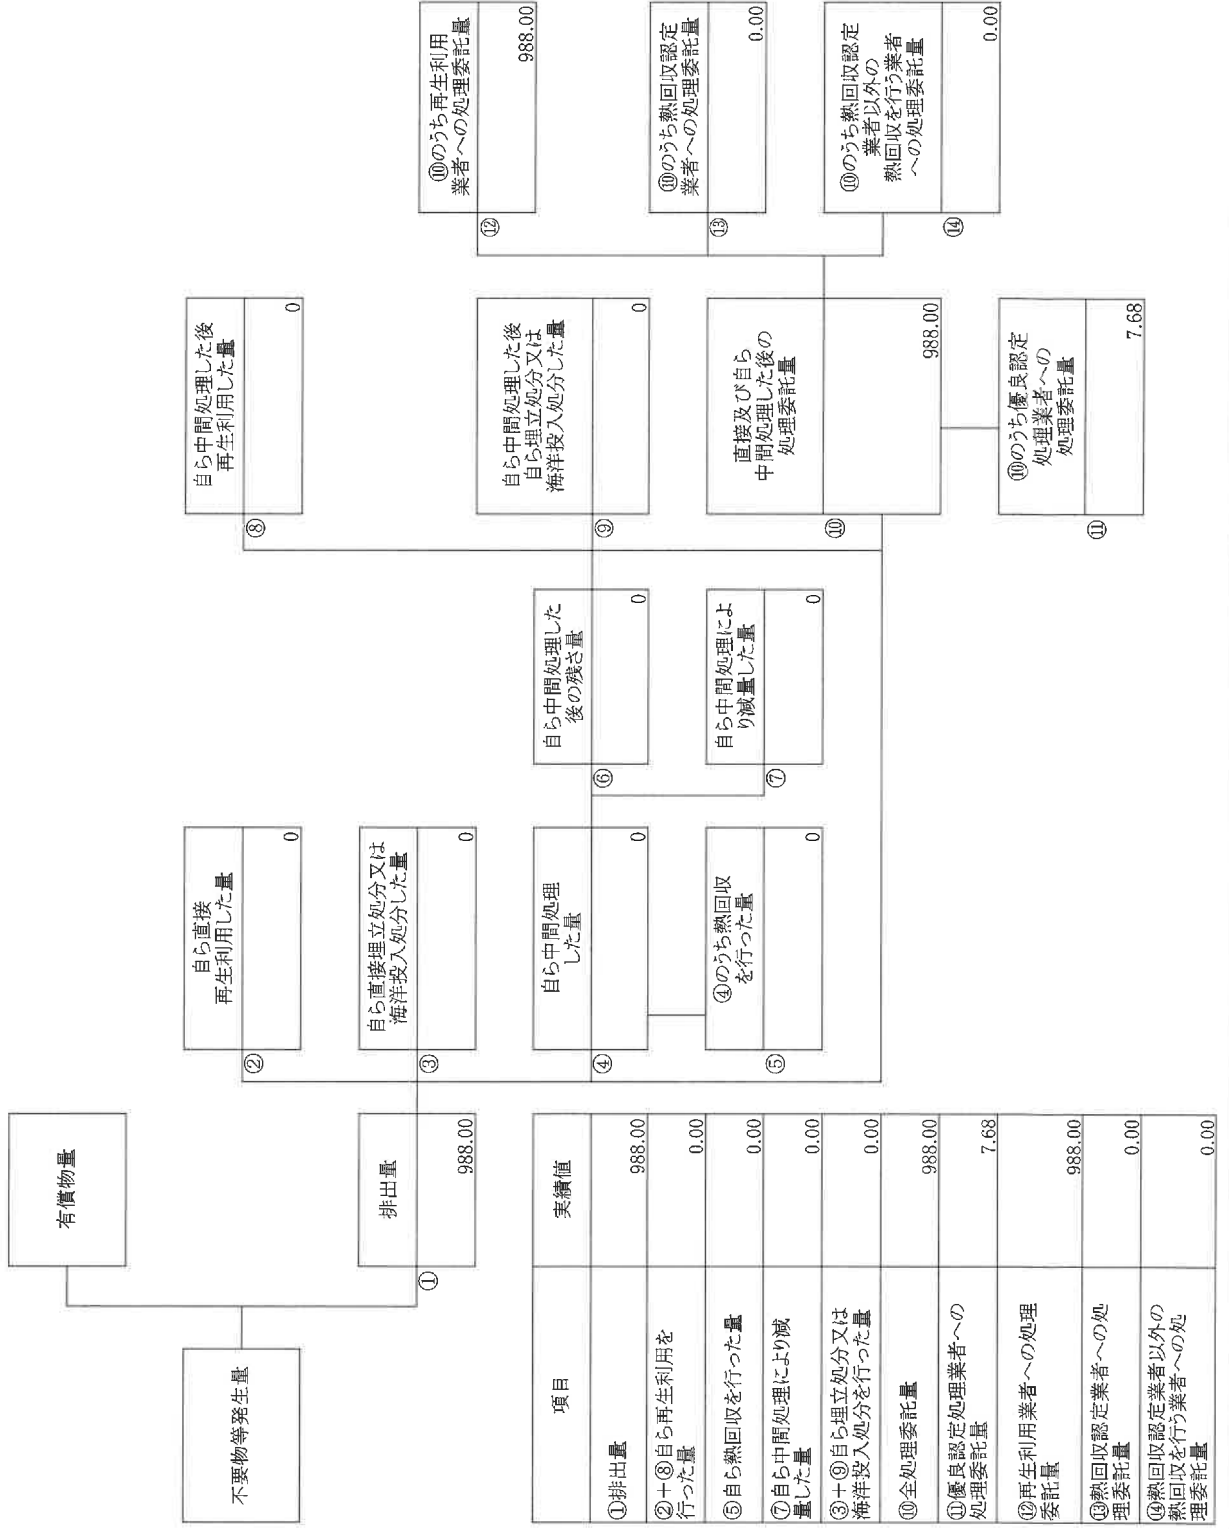 不要物等発生量
有償物量
①
排出量
988.00
②
自ら直接
再生利用した量
0
③
自ら直接埋立処分又は
海洋投入処分した量
0
④
自ら中間処理
した量
0
⑤
④のうち熱回収
を行った量
0
⑥
自ら中間処理した
後の残さ量
0
⑦
自ら中間処理によ
り減量した量
0
⑧
自ら中間処理した後
再生利用した量
0
⑨
自ら中間処理した後
自ら埋立処分又は
海洋投入処分した量
0
⑩
直接及び自ら
中間処理した後の
処理委託量
988.00
⑪
⑩のうち優良認定
処理業者への
処理委託量
7.68
⑫
⑩のうち再生利用
業者への処理委託量
988.00
⑬
⑩のうち熱回収認定
業者への処理委託量
0.00
⑭
⑩のうち熱回収認定
業者以外の
熱回収を行う業者
への処理委託量
0.00
項目 実績値
①排出量 988.00
②+⑧自ら再生利用を
行った量 0.00
⑤自ら熱回収を行った量 0.00
⑦自ら中間処理により減
量した量 0.00
③+⑨自ら埋立処分又は
海洋投入処分を行った量 0.00
⑩全処理委託量 988.00
⑪優良認定処理業者への
処理委託量 7.68
⑫再生利用業者への処理
委託量 988.00
⑬熱回収認定業者への処
理委託量 0.00
⑭熱回収認定業者以外の
熱回収を行う業者への処
理委託量 0.00